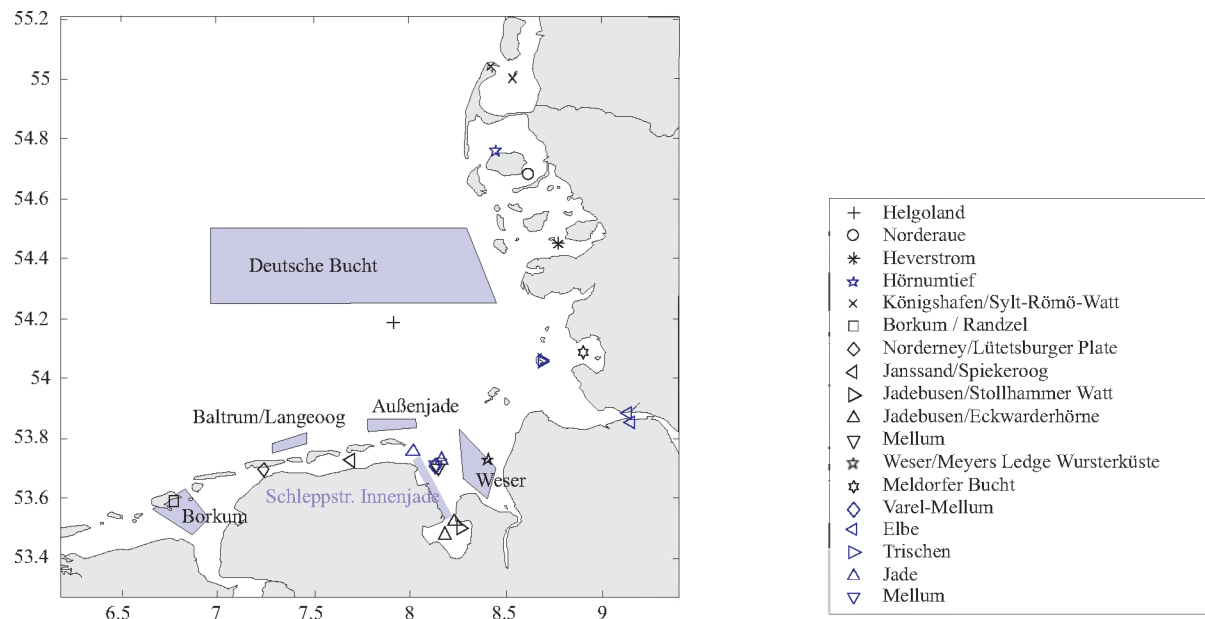 55.2
55
54.8
54.6
54.4
54.2
54
53.8
53.6
53.4
6.5 7 7.5 8 8.5 9
Deutsche Bucht
Außenjade
Baltrum/Langeoog
Weser
Schleppstr. Innenjade
Borkum
Helgoland
Norderaue
Heverstrom
Hörnumtief
Königshafen/Sylt-Römö-Watt
Borkum / Randzel
Norderney/Lütetsburger Plate
Janssand/Spiekeroog
Jadebusen/Stollhammer Watt
Jadebusen/Eckwarderhörne
Mellum
Weser/Meyers Ledge Wursterküste
Meldorfer Bucht
Varel-Mellum
Elbe
Trischen
Jade
Mellum